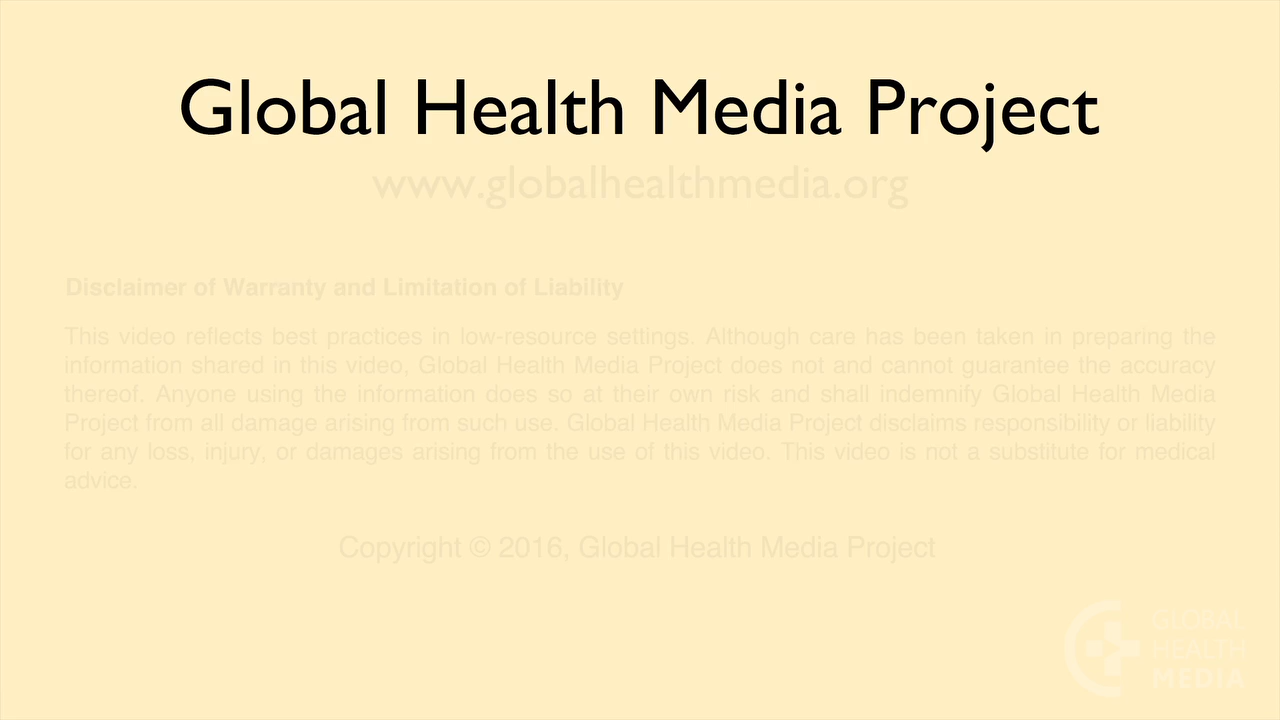 Global Health Media Project
www.globalhealthmedia.org
Disclaimer of Warranty and Limitation of Liability
This video reflects best practices in low-resource settings. Although care has been taken in preparing the
information shared in this video, Global Health Media Project does not and cannot guarantee the accuracy
thereof. Anyone using the information does so at their own risk and shall indemnify Global Health Media
Project from all damage arising from such use. Global Health Media Project disclaims responsibility or liability
for any loss, injury, or damages arising from the use of this video. This video is not a substitute for medical
advice.
Copyright © 2016, Global Health Media Project
GLOBAL
HEALTH
MEDIA